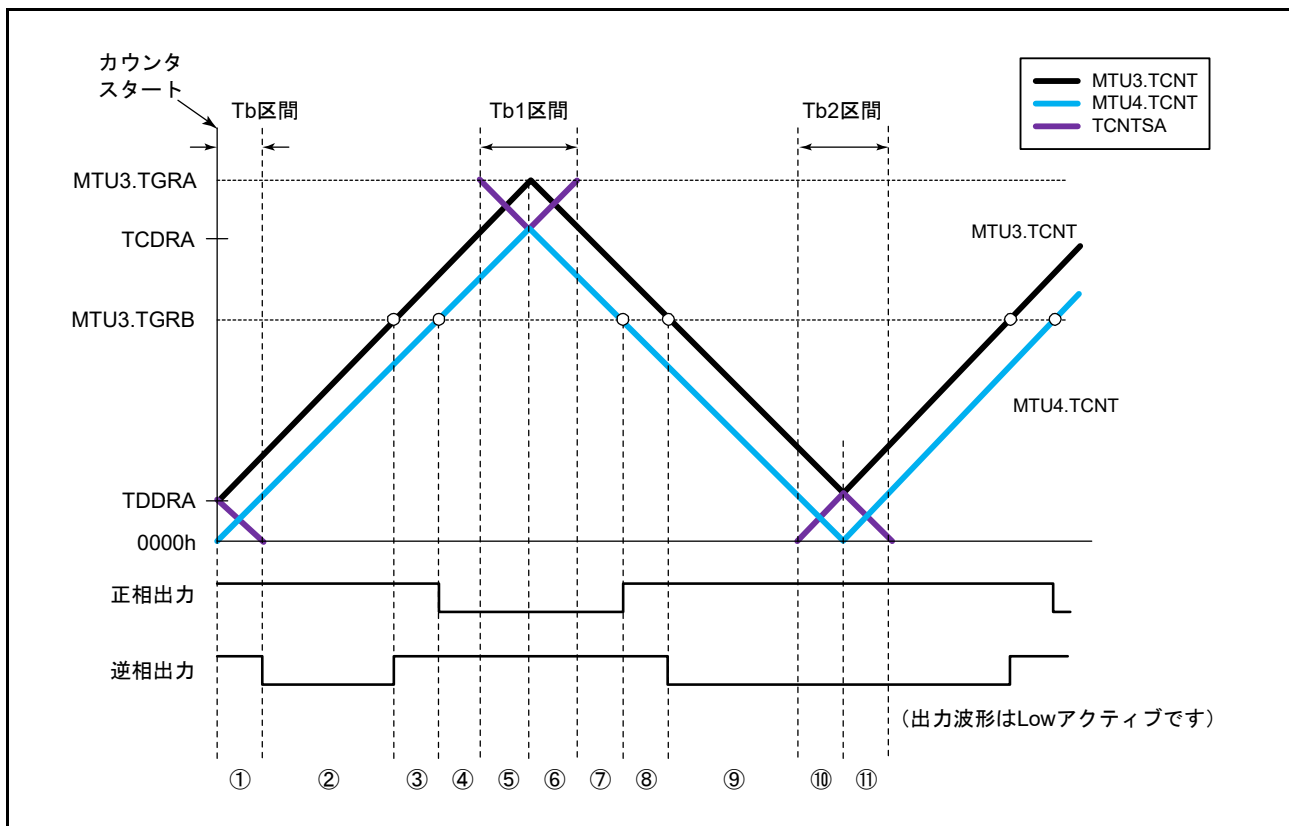 カウンタ
スタート
Tb区間
Tb1区間
Tb2区間
MTU3.TCNT
MTU4.TCNT
TCNTSA
MTU3.TGRA
TCDRA
MTU3.TCNT
MTU3.TGRB
MTU4.TCNT
TDDRA
0000h
正相出力
逆相出力
（出力波形はLowアクティブです）
① ② ③ ④ ⑤ ⑥ ⑦ ⑧ ⑨ ⑩ ⑪